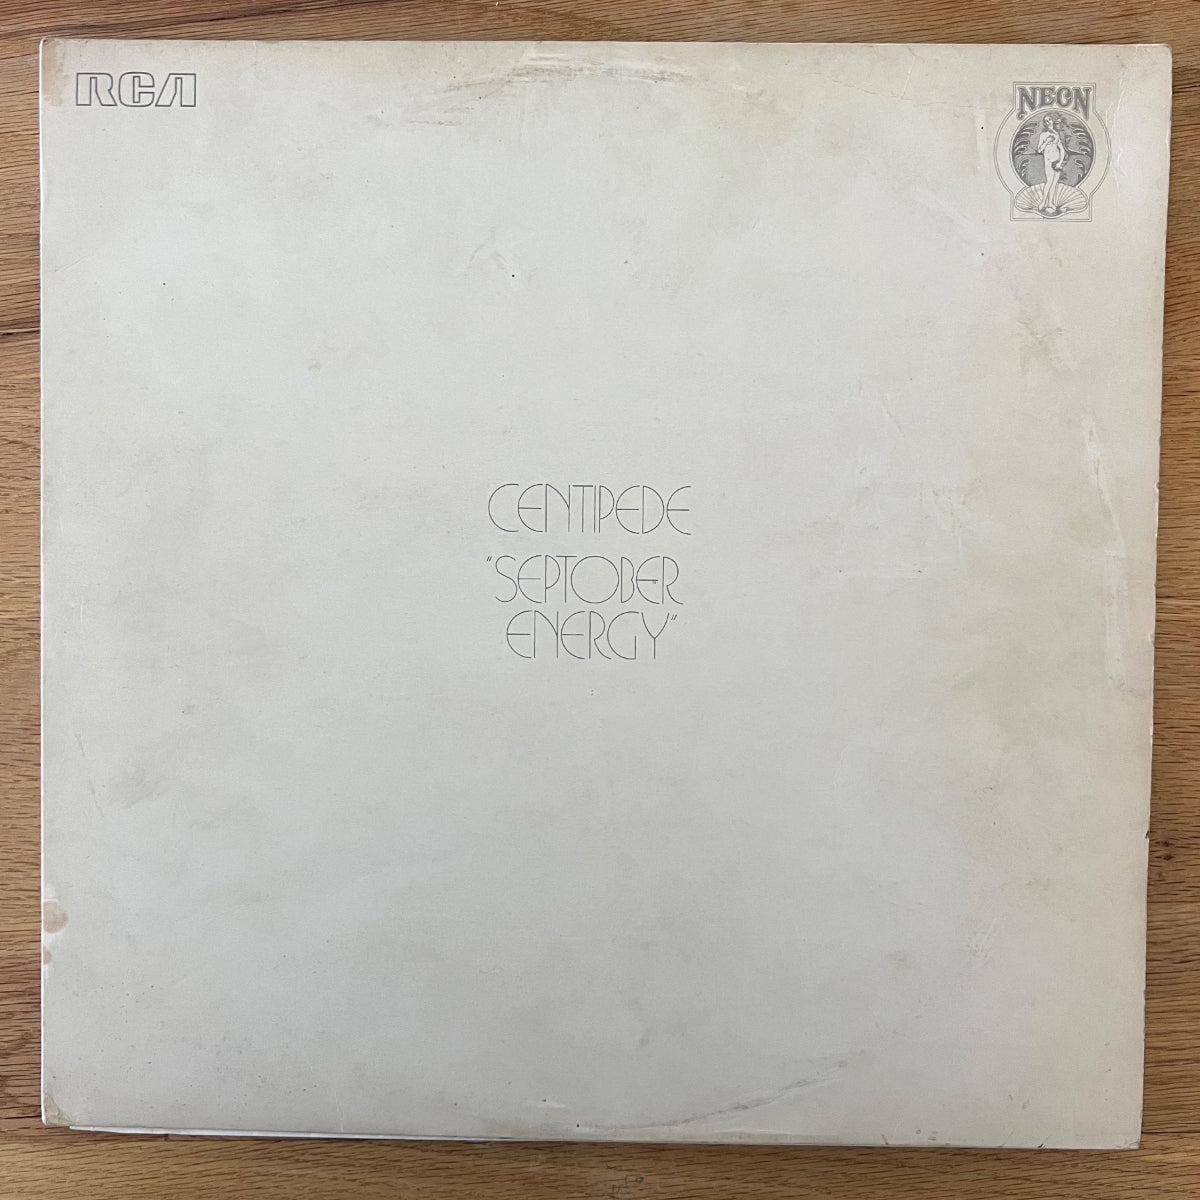 RCA
NEON
CENTIPEDE
"SEPTOBER
ENERGY"